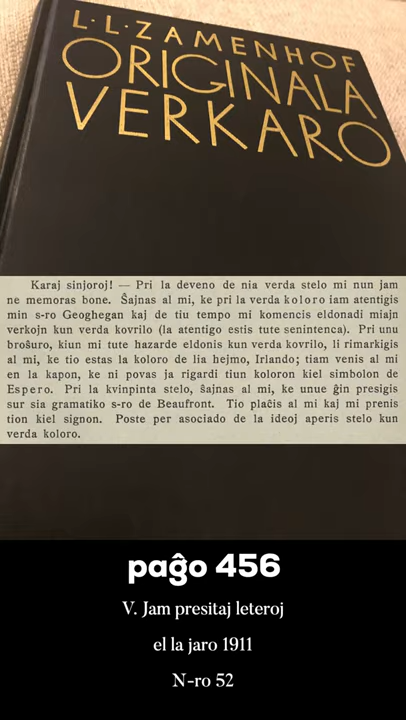 L·L·ZAMENHOF
ORIGINALA
VERKARO
Karaj sinjoroj! — Pri la deveno de nia verda stelo mi nun jam
ne memoras bone. Ŝajnas al mi, ke pri la verda koloro iam atentigis
min s-ro Geoghegan kaj de tiu tempo mi komencis eldonadi miajn
verkojn kun verda kovrilo (la atentigo estis tute senintenca). Pri unu
broŝuro, kiun mi tute hazarde eldonis kun verda kovrilo, li rimarkigis
al mi, ke tio estas la koloro de lia hejmo, Irlando; tiam venis al mi
en la kapon, ke ni povas ja rigardi tiun koloron kiel simbolon de
Espero. Pri la kvinpinta stelo, ŝajnas al mi, ke unue ĝin presigis
sur sia gramatiko s-ro de Beaufront. Tio plaĉis al mi kaj mi prenis
tion kiel signon. Poste per asociado de la ideoj aperis stelo kun
verda koloro.
paĝo 456
V. Jam presitaj leteroj
el la jaro 1911
N-ro 52